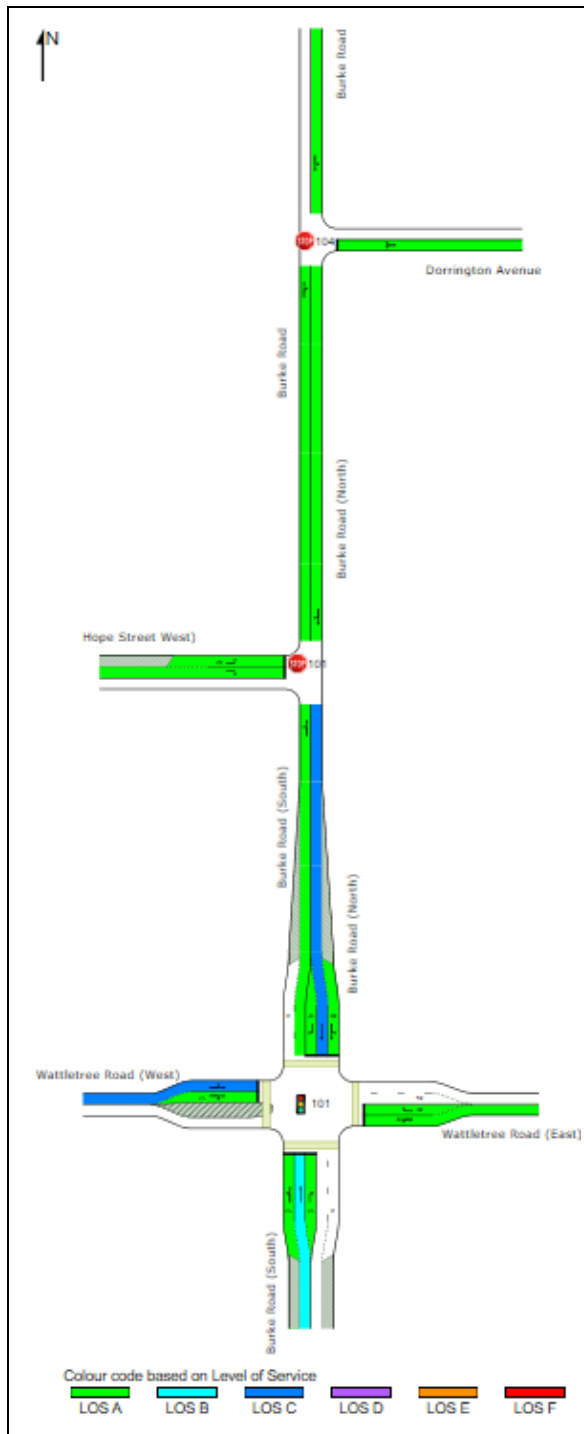 N
Burke Road
STOP 104
Dorrington Avenue
Burke Road
Burke Road (North)
Hope Street West)
STOP 101
Burke Road (South)
Burke Road (North)
Wattletree Road (West)
101
Wattletree Road (East)
Burke Road (South)
Colour code based on Level of Service
LOS A LOS B LOS C LOS D LOS E LOS F